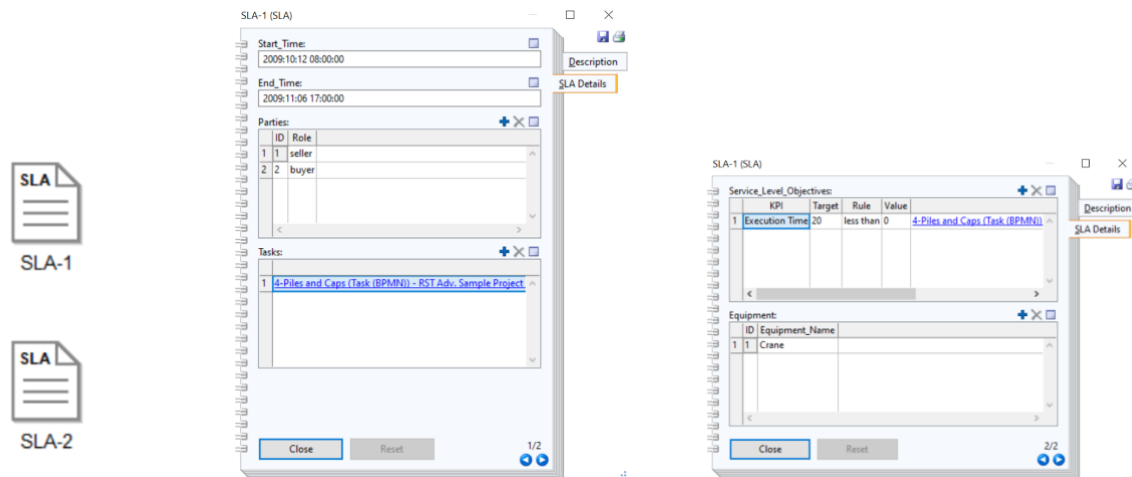 SLA
SLA-1
SLA
SLA-2
SLA-1 (SLA)
Description
SLA Details
Start_Time:
2009:10:12 08:00:00
End_Time:
2009:11:06 17:00:00
Parties:
ID Role
1 1 seller
2 2 buyer
Tasks:
1 4-Piles and Caps (Task (BPMN)) - RST Adv. Sample Project
Close Reset 1/2
SLA-1 (SLA)
Description
SLA Details
Service_Level_Objectives:
KPI Target Rule Value
1 Execution Time 20 less than 0 4-Piles and Caps (Task (BPMN))
Equipment:
ID Equipment_Name
1 1 Crane
Close Reset 2/2